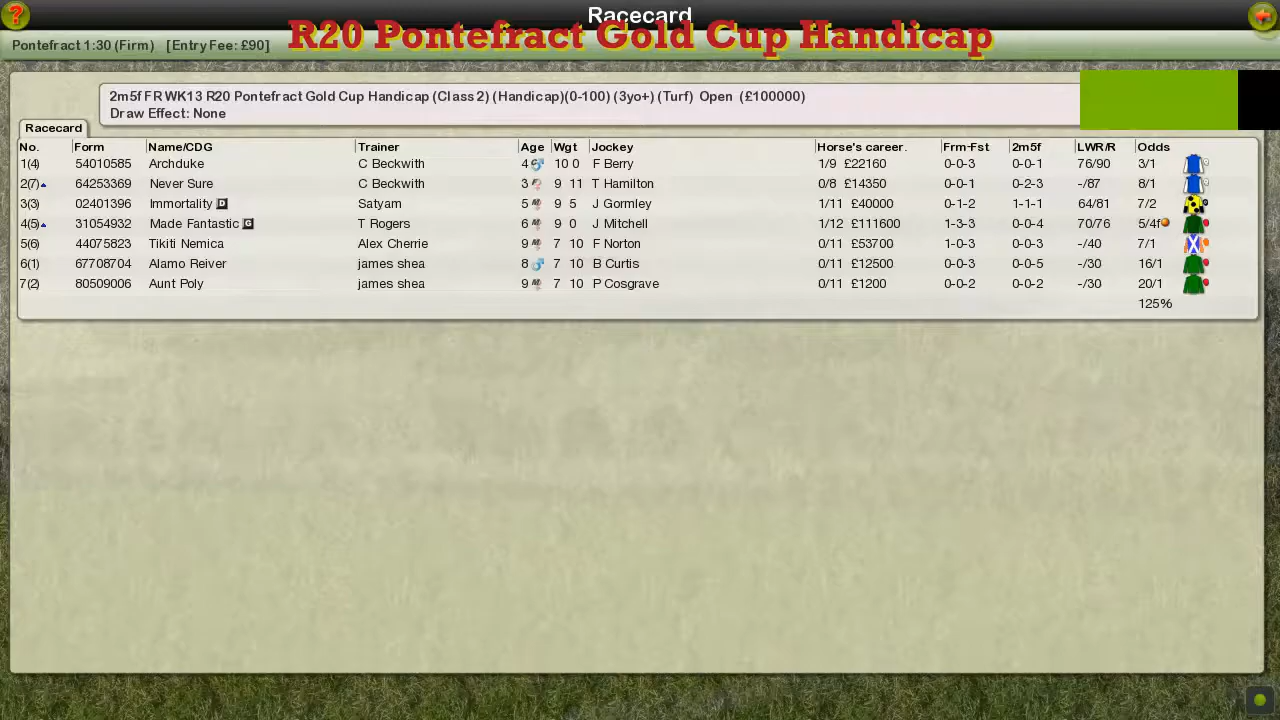 Racecard
R20 Pontefract Gold Cup Handicap
Pontefract 1:30 (Firm) [Entry Fee: £90]
2m5f FR WK13 R20 Pontefract Gold Cup Handicap (Class 2) (Handicap)(0-100) (3yo+) (Turf) Open (£100000)
Draw Effect: None
Racecard
No. Form Name/CDG Trainer Age Wgt Jockey Horse's career. Frm-Fst 2m5f LWR/R Odds
1(4) 54010585 Archduke C Beckwith 4 10 0 F Berry 1/9 £22160 0-0-3 0-0-1 76/90 3/1
2(7) 64253369 Never Sure C Beckwith 3 9 11 T Hamilton 0/8 £14350 0-0-1 0-2-3 -/87 8/1
3(3) 02401396 Immortality D Satyam 5 9 5 J Gormley 1/11 £40000 0-1-2 1-1-1 64/81 7/2
4(5) 31054932 Made Fantastic G T Rogers 6 9 0 J Mitchell 1/12 £111600 1-3-3 0-0-4 70/76 5/4f
5(6) 44075823 Tikiti Nemica Alex Cherrie 9 7 10 F Norton 0/11 £53700 1-0-3 0-0-3 -/40 7/1
6(1) 67708704 Alamo Reiver james shea 8 7 10 B Curtis 0/11 £12500 0-0-3 0-0-5 -/30 16/1
7(2) 80509006 Aunt Poly james shea 9 7 10 P Cosgrave 0/11 £1200 0-0-2 0-0-2 -/30 20/1
125%